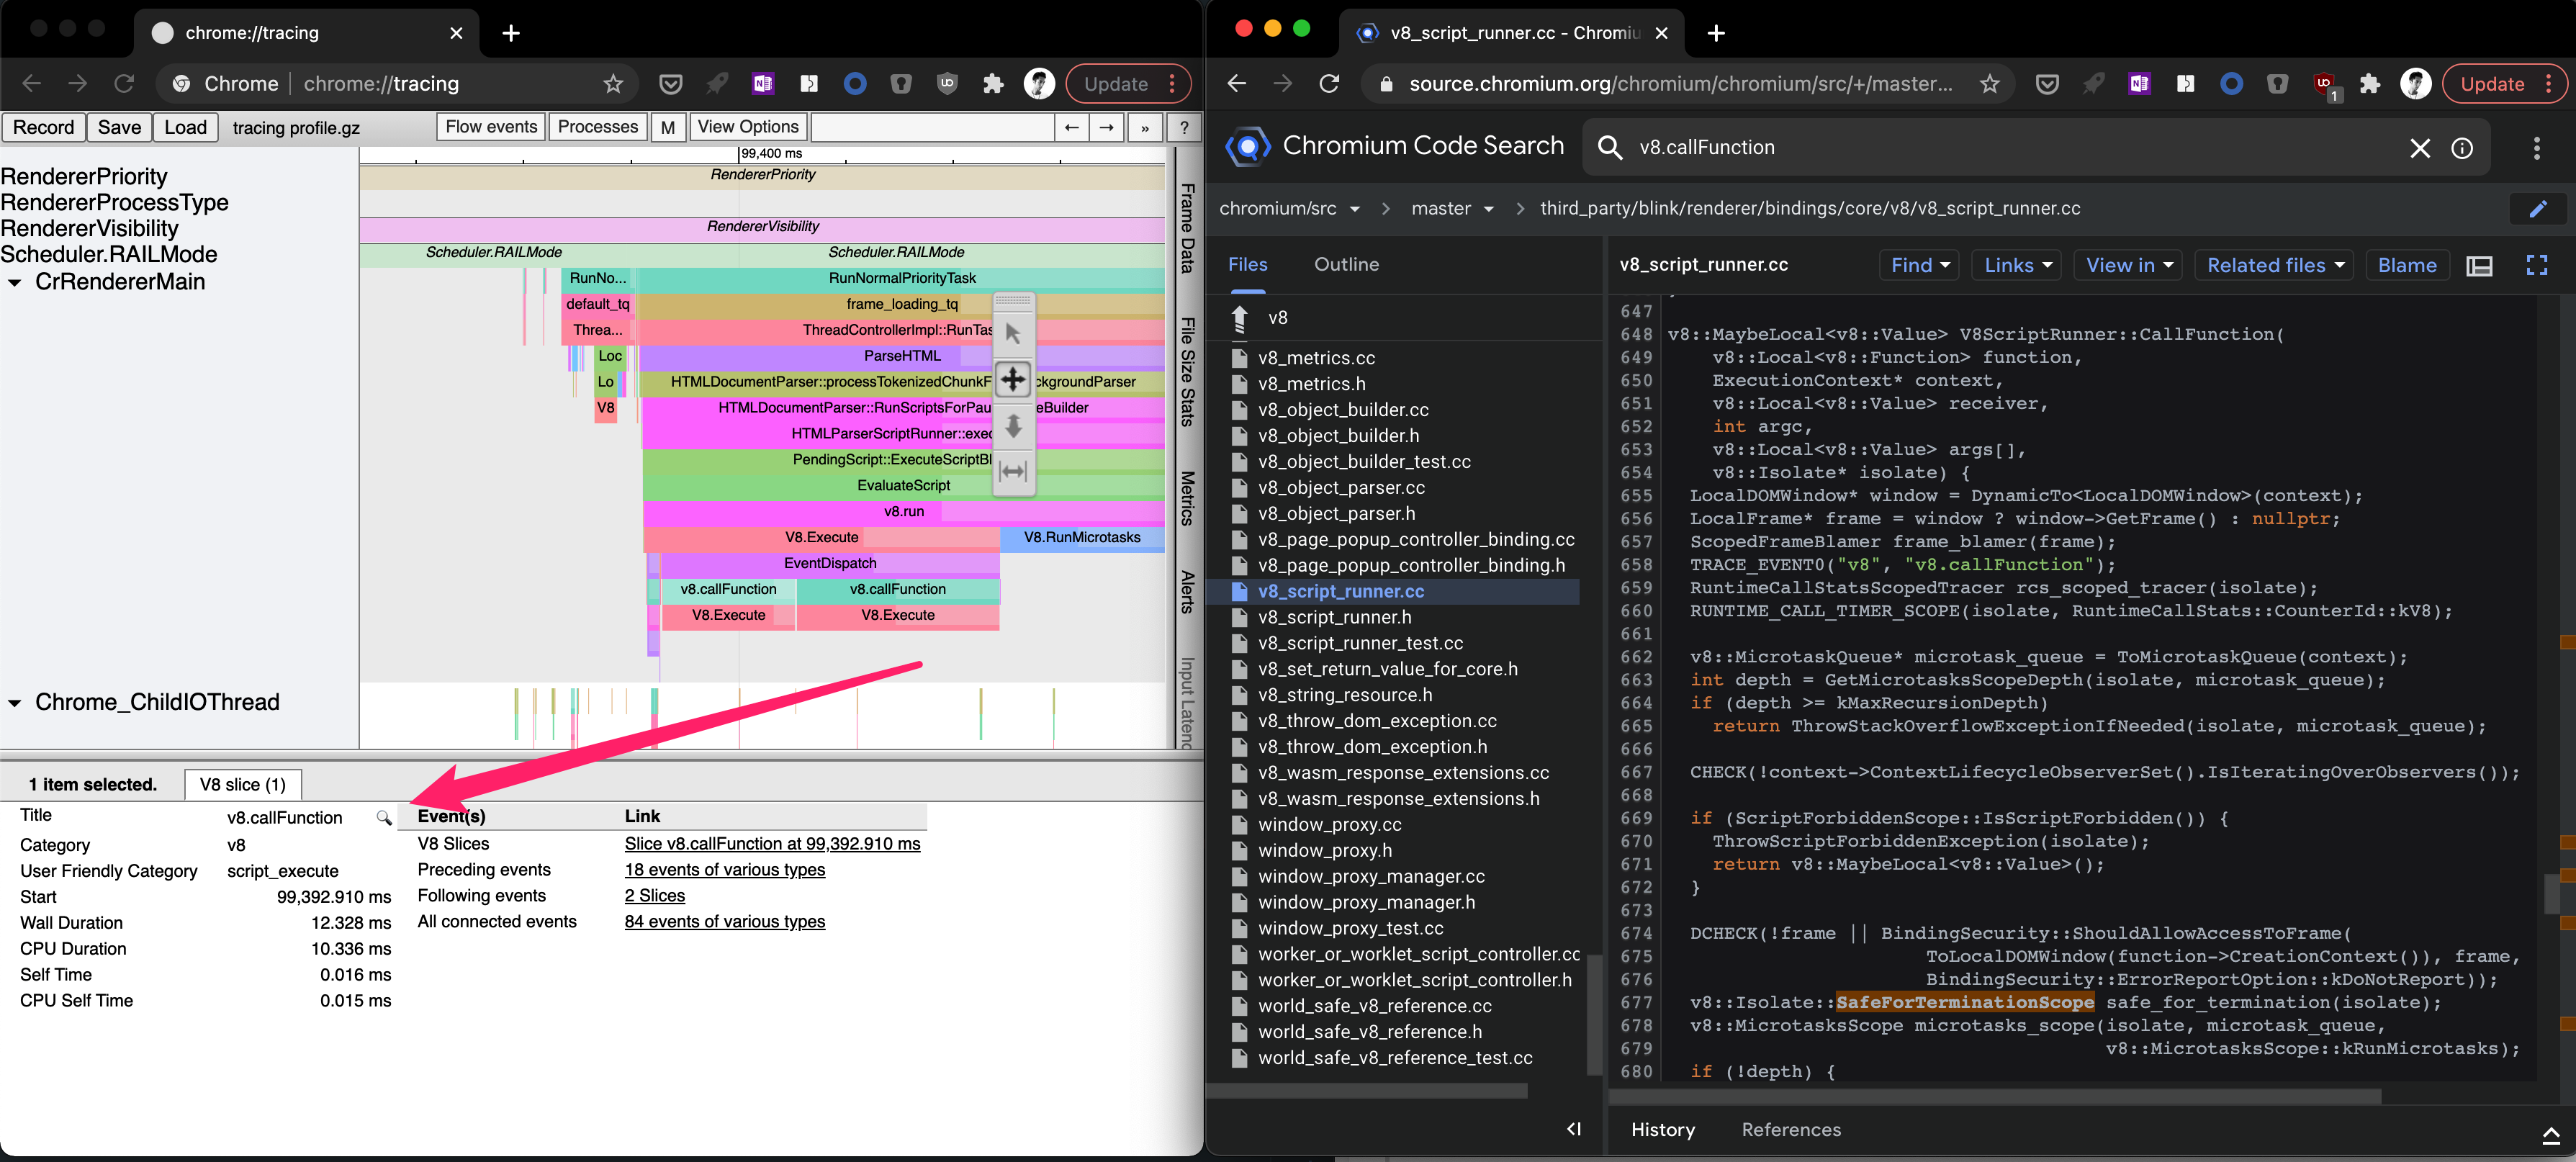 chrome://tracing
Chrome
chrome://tracing
Update
Record
Save
Load
tracing profile.gz
Flow events
Processes
M
View Options
←
→
»
?
99,400 ms
RendererPriority
RendererPriority
RendererProcessType
RendererVisibility
RendererVisibility
Scheduler.RAILMode
Scheduler.RAILMode
Scheduler.RAILMode
CrRendererMain
RunNo...
RunNormalPriorityTask
default_tq
frame_loading_tq
Threa...
ThreadControllerImpl::RunTas
Loc
ParseHTML
Lo
HTMLDocumentParser::processTokenizedChunkF
ckgroundParser
V8
HTMLDocumentParser::RunScriptsForPau
eBuilder
HTMLParserScriptRunner::exec
PendingScript::ExecuteScriptBl
EvaluateScript
v8.run
V8.Execute
V8.RunMicrotasks
EventDispatch
v8.callFunction
v8.callFunction
V8.Execute
V8.Execute
Chrome_ChildIOThread
Frame Data
File Size Stats
Metrics
Alerts
Input Latenc
1 item selected.
V8 slice (1)
Title
v8.callFunction
Category
v8
User Friendly Category
script_execute
Start
99,392.910 ms
Wall Duration
12.328 ms
CPU Duration
10.336 ms
Self Time
0.016 ms
CPU Self Time
0.015 ms
Event(s)
Link
V8 Slices
Slice v8.callFunction at 99,392.910 ms
Preceding events
18 events of various types
Following events
2 Slices
All connected events
84 events of various types
v8_script_runner.cc - Chromiu
source.chromium.org/chromium/chromium/src/+/master...
1
Update
Chromium Code Search
v8.callFunction
chromium/src
master
third_party/blink/renderer/bindings/core/v8/v8_script_runner.cc
Files
Outline
v8
v8_metrics.cc
v8_metrics.h
v8_object_builder.cc
v8_object_builder.h
v8_object_builder_test.cc
v8_object_parser.cc
v8_object_parser.h
v8_page_popup_controller_binding.cc
v8_page_popup_controller_binding.h
v8_script_runner.cc
v8_script_runner.h
v8_script_runner_test.cc
v8_set_return_value_for_core.h
v8_string_resource.h
v8_throw_dom_exception.cc
v8_throw_dom_exception.h
v8_wasm_response_extensions.cc
v8_wasm_response_extensions.h
window_proxy.cc
window_proxy.h
window_proxy_manager.cc
window_proxy_manager.h
window_proxy_test.cc
worker_or_worklet_script_controller.cc
worker_or_worklet_script_controller.h
world_safe_v8_reference.cc
world_safe_v8_reference.h
world_safe_v8_reference_test.cc
v8_script_runner.cc
Find
Links
View in
Related files
Blame
647
648 v8::MaybeLocal<v8::Value> V8ScriptRunner::CallFunction(
649 v8::Local<v8::Function> function,
650 ExecutionContext* context,
651 v8::Local<v8::Value> receiver,
652 int argc,
653 v8::Local<v8::Value> args[],
654 v8::Isolate* isolate) {
655 LocalDOMWindow* window = DynamicTo<LocalDOMWindow>(context);
656 LocalFrame* frame = window ? window->GetFrame() : nullptr;
657 ScopedFrameBlamer frame_blamer(frame);
658 TRACE_EVENT0("v8", "v8.callFunction");
659 RuntimeCallStatsScopedTracer rcs_scoped_tracer(isolate);
660 RUNTIME_CALL_TIMER_SCOPE(isolate, RuntimeCallStats::CounterId::kV8);
661
662 v8::MicrotaskQueue* microtask_queue = ToMicrotaskQueue(context);
663 int depth = GetMicrotasksScopeDepth(isolate, microtask_queue);
664 if (depth >= kMaxRecursionDepth)
665 return ThrowStackOverflowExceptionIfNeeded(isolate, microtask_queue);
666
667 CHECK(!context->ContextLifecycleObserverSet().IsIteratingOverObservers());
668
669 if (ScriptForbiddenScope::IsScriptForbidden()) {
670 ThrowScriptForbiddenException(isolate);
671 return v8::MaybeLocal<v8::Value>();
672 }
673
674 DCHECK(!frame || BindingSecurity::ShouldAllowAccessToFrame(
675 ToLocalDOMWindow(function->CreationContext()), frame,
676 BindingSecurity::ErrorReportOption::kDoNotReport));
677 v8::Isolate::SafeForTerminationScope safe_for_termination(isolate);
678 v8::MicrotasksScope microtasks_scope(isolate, microtask_queue,
679 v8::MicrotasksScope::kRunMicrotasks);
680 if (!depth) {
History
References